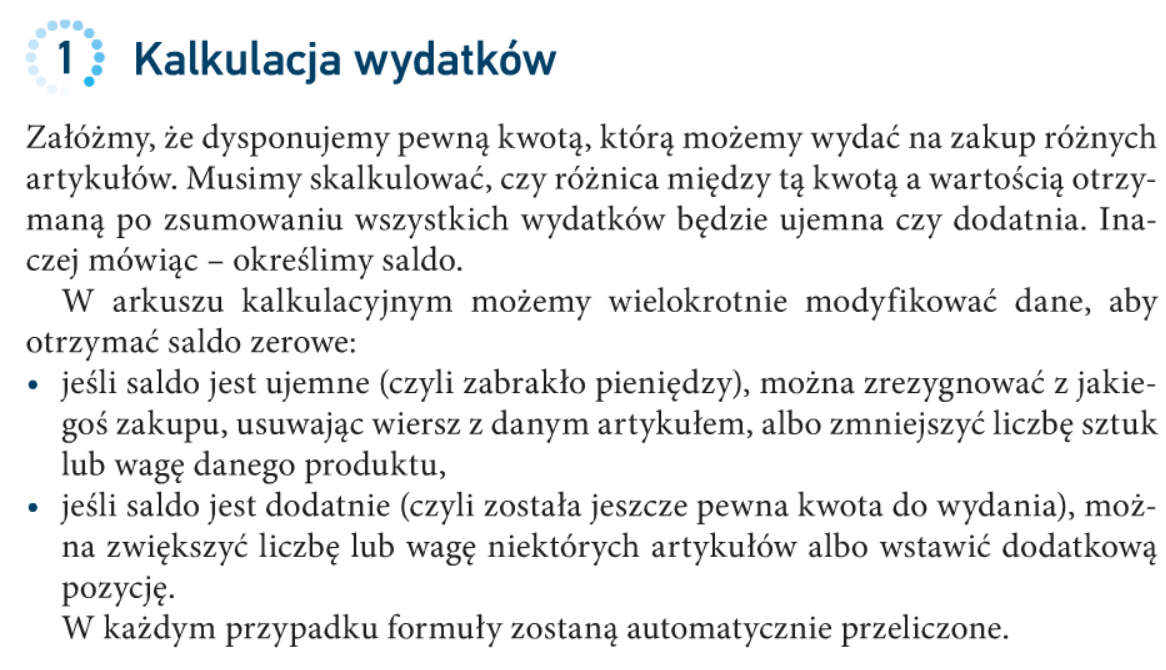 1 Kalkulacja wydatków
Załóżmy, że dysponujemy pewną kwotą, którą możemy wydać na zakup różnych
artykułów. Musimy skalkulować, czy różnica między tą kwotą a wartością otrzy-
maną po zsumowaniu wszystkich wydatków będzie ujemna czy dodatnia. Ina-
czej mówiąc – określimy saldo.
W arkuszu kalkulacyjnym możemy wielokrotnie modyfikować dane, aby
otrzymać saldo zerowe:
• jeśli saldo jest ujemne (czyli zabrakło pieniędzy), można zrezygnować z jakie-
goś zakupu, usuwając wiersz z danym artykułem, albo zmniejszyć liczbę sztuk
lub wagę danego produktu,
• jeśli saldo jest dodatnie (czyli została jeszcze pewna kwota do wydania), moż-
na zwiększyć liczbę lub wagę niektórych artykułów albo wstawić dodatkową
pozycję.
W każdym przypadku formuły zostaną automatycznie przeliczone.